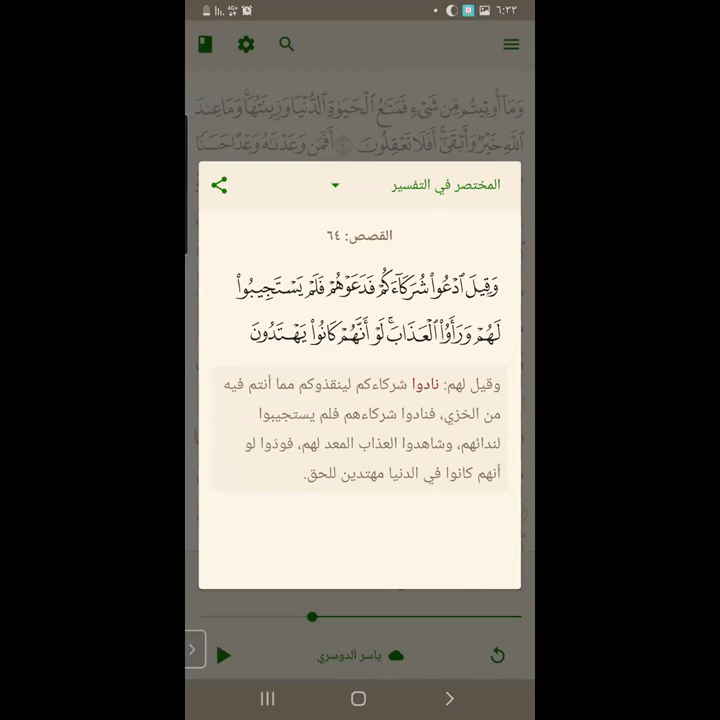 ٦:٣٣
وَمَآ أُوتِيتُم مِّن شَىْءٍ فَمَتَٰعُ ٱلْحَيَوٰةِ ٱلدُّنْيَا وَزِينَتُهَا ۚ وَمَا عِندَ
ٱللَّهِ خَيْرٌ وَأَبْقَىٰٓ ۚ أَفَلَا تَعْقِلُونَ ٦٠ أَفَمَن وَعَدْنَٰهُ وَعْدًا حَسَنًا
المختصر في التفسير
القصص: ٦٤
وَقِيلَ ٱدْعُوا۟ شُرَكَآءَكُمْ فَدَعَوْهُمْ فَلَمْ يَسْتَجِيبُوا۟
لَهُمْ وَرَأَوُا۟ ٱلْعَذَابَ ۚ لَوْ أَنَّهُمْ كَانُوا۟ يَهْتَدُونَ
وقيل لهم: نادوا شركاءكم لينقذوكم مما أنتم فيه
من الخزي، فنادوا شركاءهم فلم يستجيبوا
لندائهم، وشاهدوا العذاب المعد لهم، فودَوا لو
أنهم كانوا في الدنيا مهتدين للحق.
ياسر الدوسري